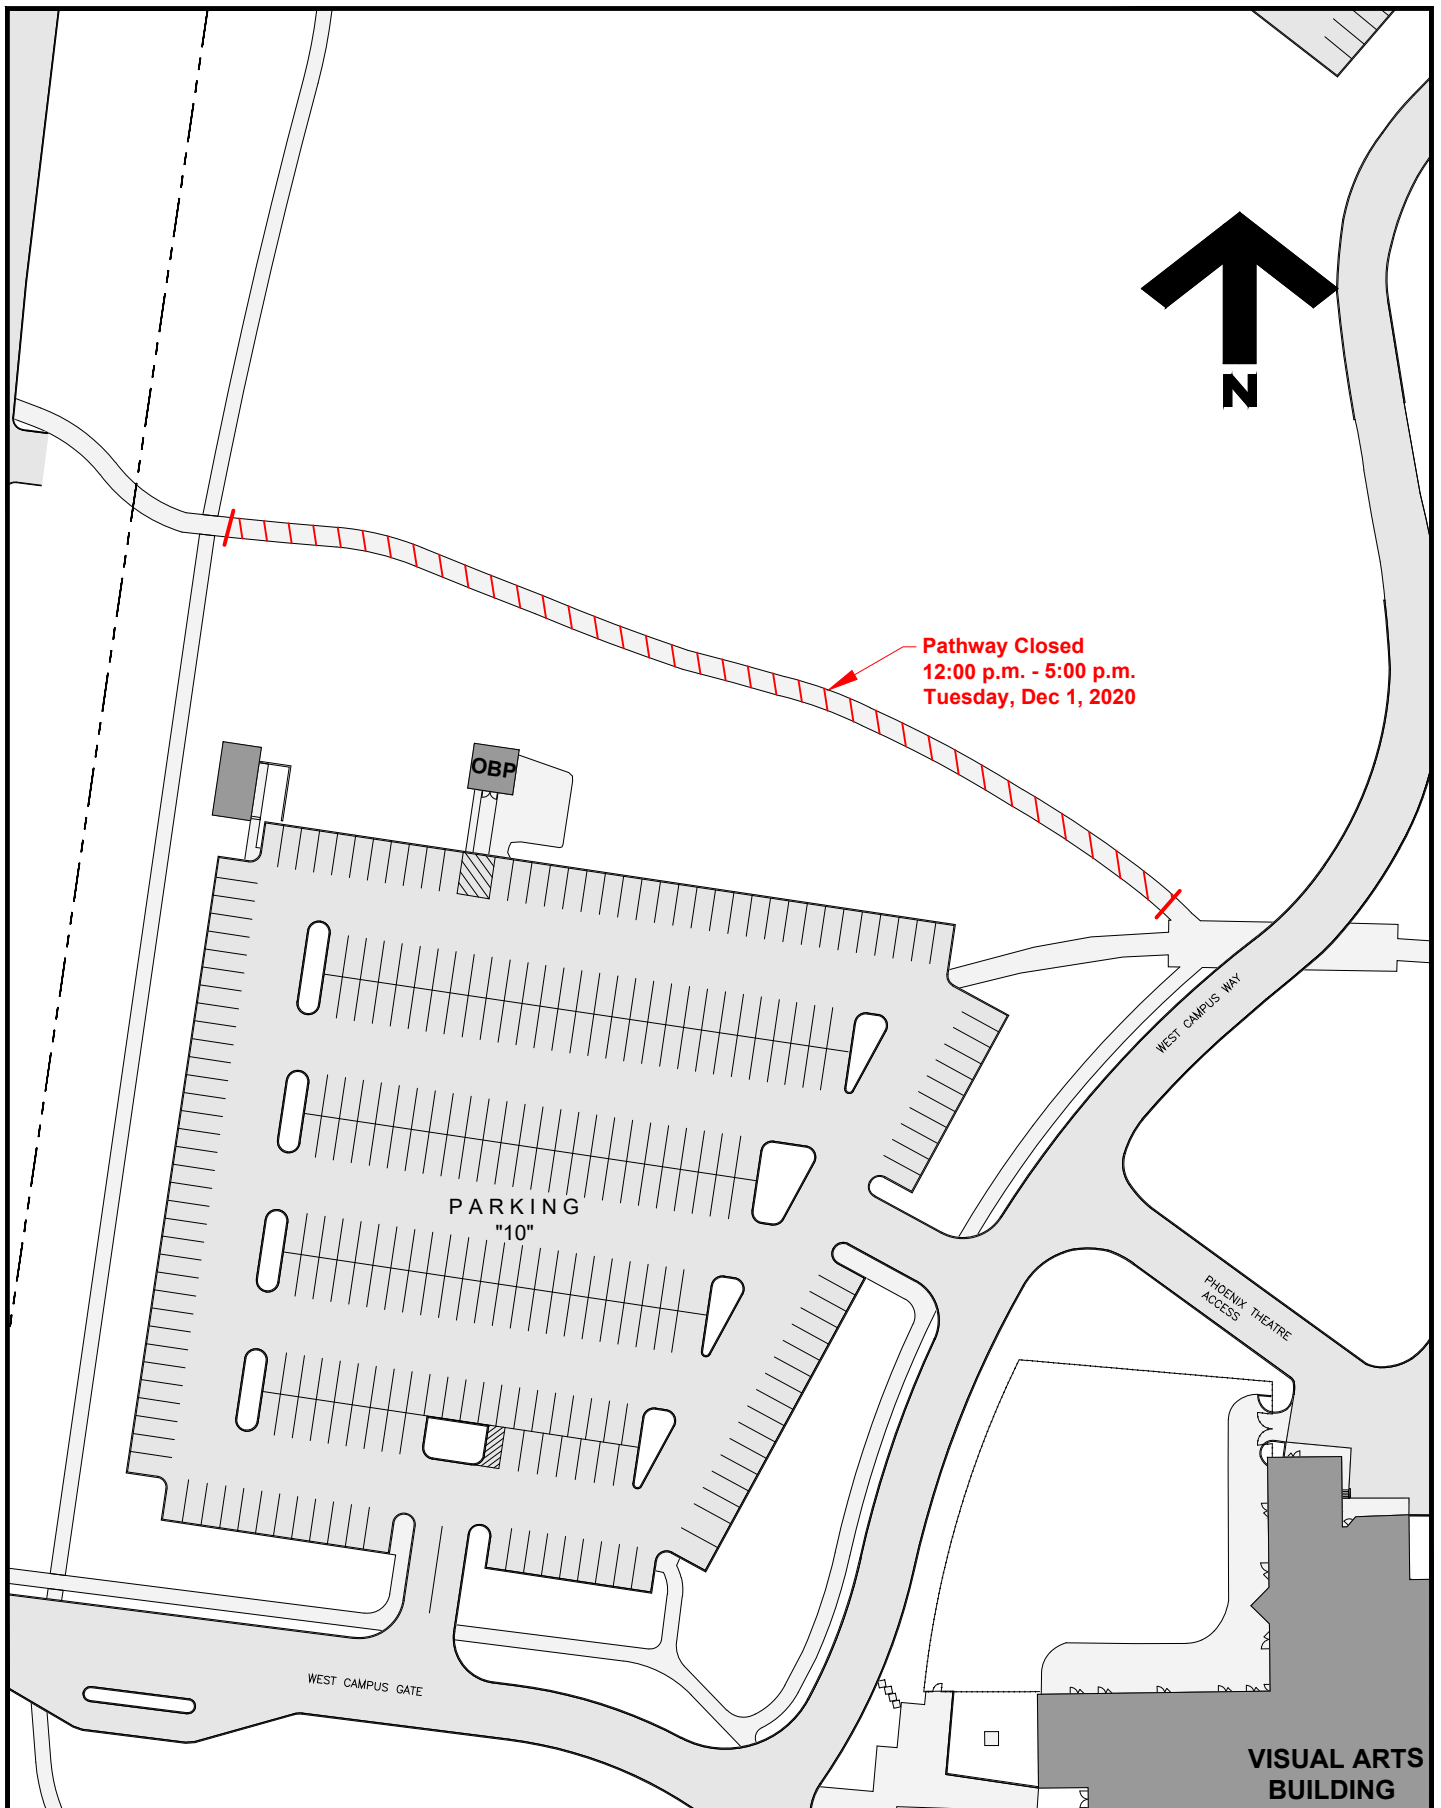 N
Pathway Closed
12:00 p.m. - 5:00 p.m.
Tuesday, Dec 1, 2020
OBP
WEST CAMPUS WAY
PARKING
"10"
PHOENIX THEATRE
ACCESS
WEST CAMPUS GATE
VISUAL ARTS
BUILDING